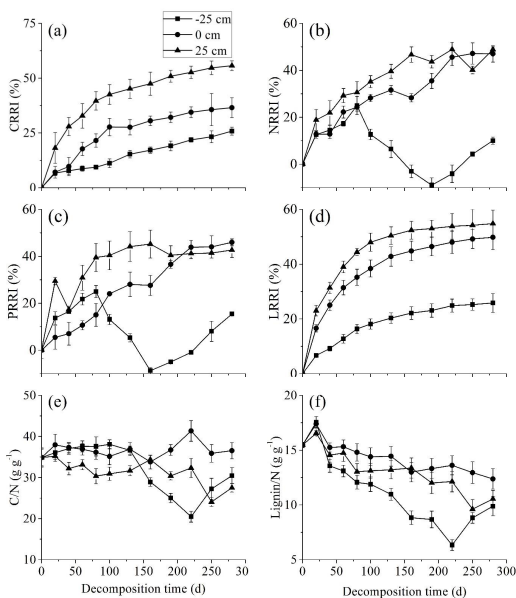 (a)
-25 cm
0 cm
25 cm
CRRI (%)
75
50
25
0
(b)
NRRI (%)
60
40
20
0
(c)
PRRI (%)
60
40
20
0
(d)
LRRI (%)
60
40
20
0
(e)
C/N (g g-1)
50
40
30
20
10
0 50 100 150 200 250 300
Decomposition time (d)
(f)
Lignin/N (g g-1)
20
15
10
5
0 50 100 150 200 250 300
Decomposition time (d)